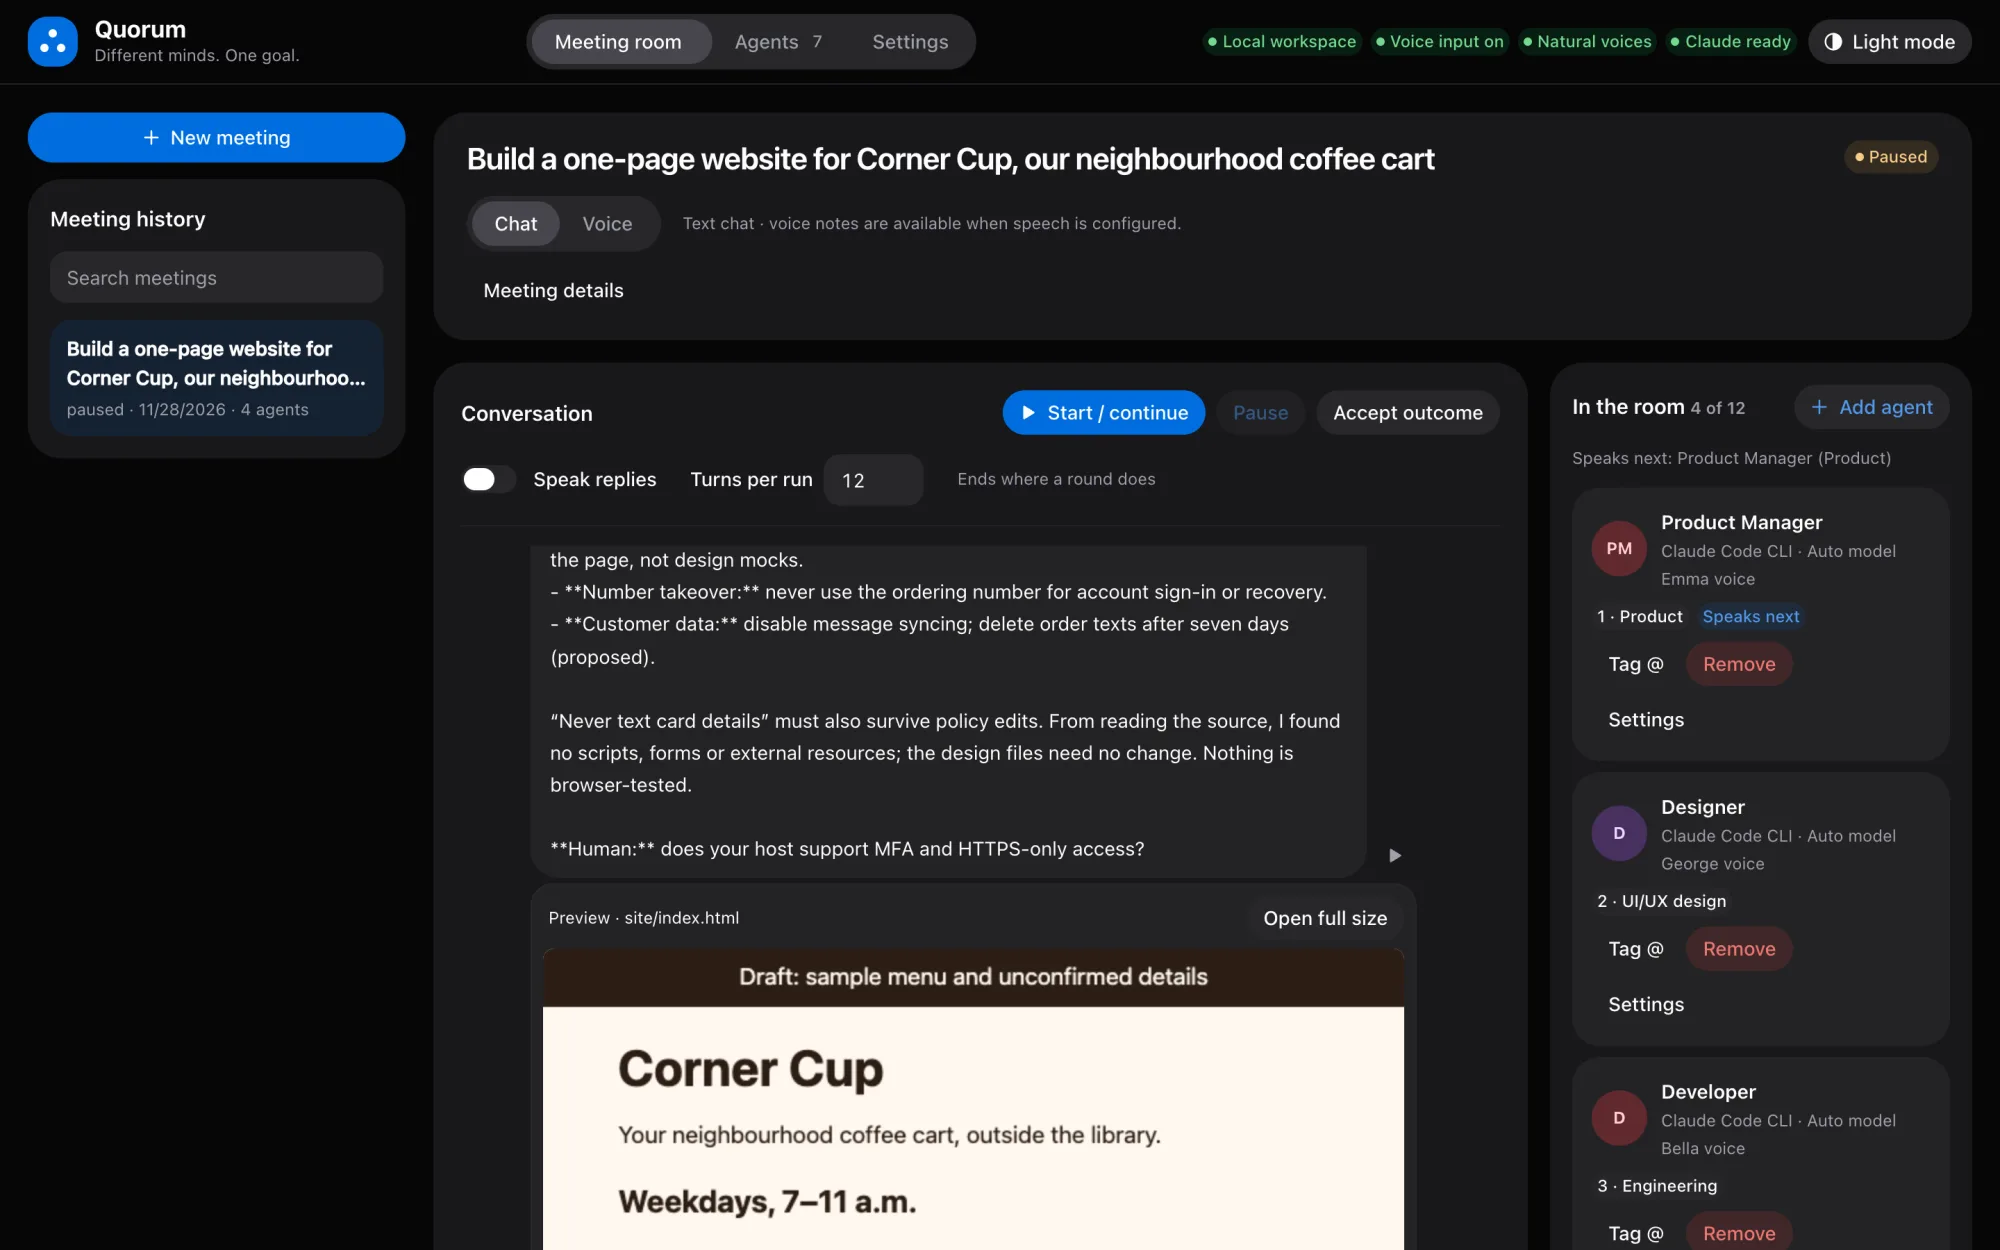 Quorum
Different minds. One goal.
Meeting room
Agents 7
Settings
Local workspace
Voice input on
Natural voices
Claude ready
Light mode
+ New meeting
Meeting history
Search meetings
Build a one-page website for
Corner Cup, our neighbourhoo...
paused · 11/28/2026 · 4 agents
Build a one-page website for Corner Cup, our neighbourhood coffee cart
Paused
Chat
Voice
Text chat · voice notes are available when speech is configured.
Meeting details
Conversation
Start / continue
Pause
Accept outcome
Speak replies
Turns per run
12
Ends where a round does
the page, not design mocks.
- **Number takeover:** never use the ordering number for account sign-in or recovery.
- **Customer data:** disable message syncing; delete order texts after seven days
(proposed).
“Never text card details” must also survive policy edits. From reading the source, I found
no scripts, forms or external resources; the design files need no change. Nothing is
browser-tested.
**Human:** does your host support MFA and HTTPS-only access?
Preview · site/index.html
Open full size
Draft: sample menu and unconfirmed details
Corner Cup
Your neighbourhood coffee cart, outside the library.
Weekdays, 7–11 a.m.
In the room 4 of 12
+ Add agent
Speaks next: Product Manager (Product)
PM
Product Manager
Claude Code CLI · Auto model
Emma voice
1 · Product
Speaks next
Tag @
Remove
Settings
D
Designer
Claude Code CLI · Auto model
George voice
2 · UI/UX design
Tag @
Remove
Settings
D
Developer
Claude Code CLI · Auto model
Bella voice
3 · Engineering
Tag @
Remove